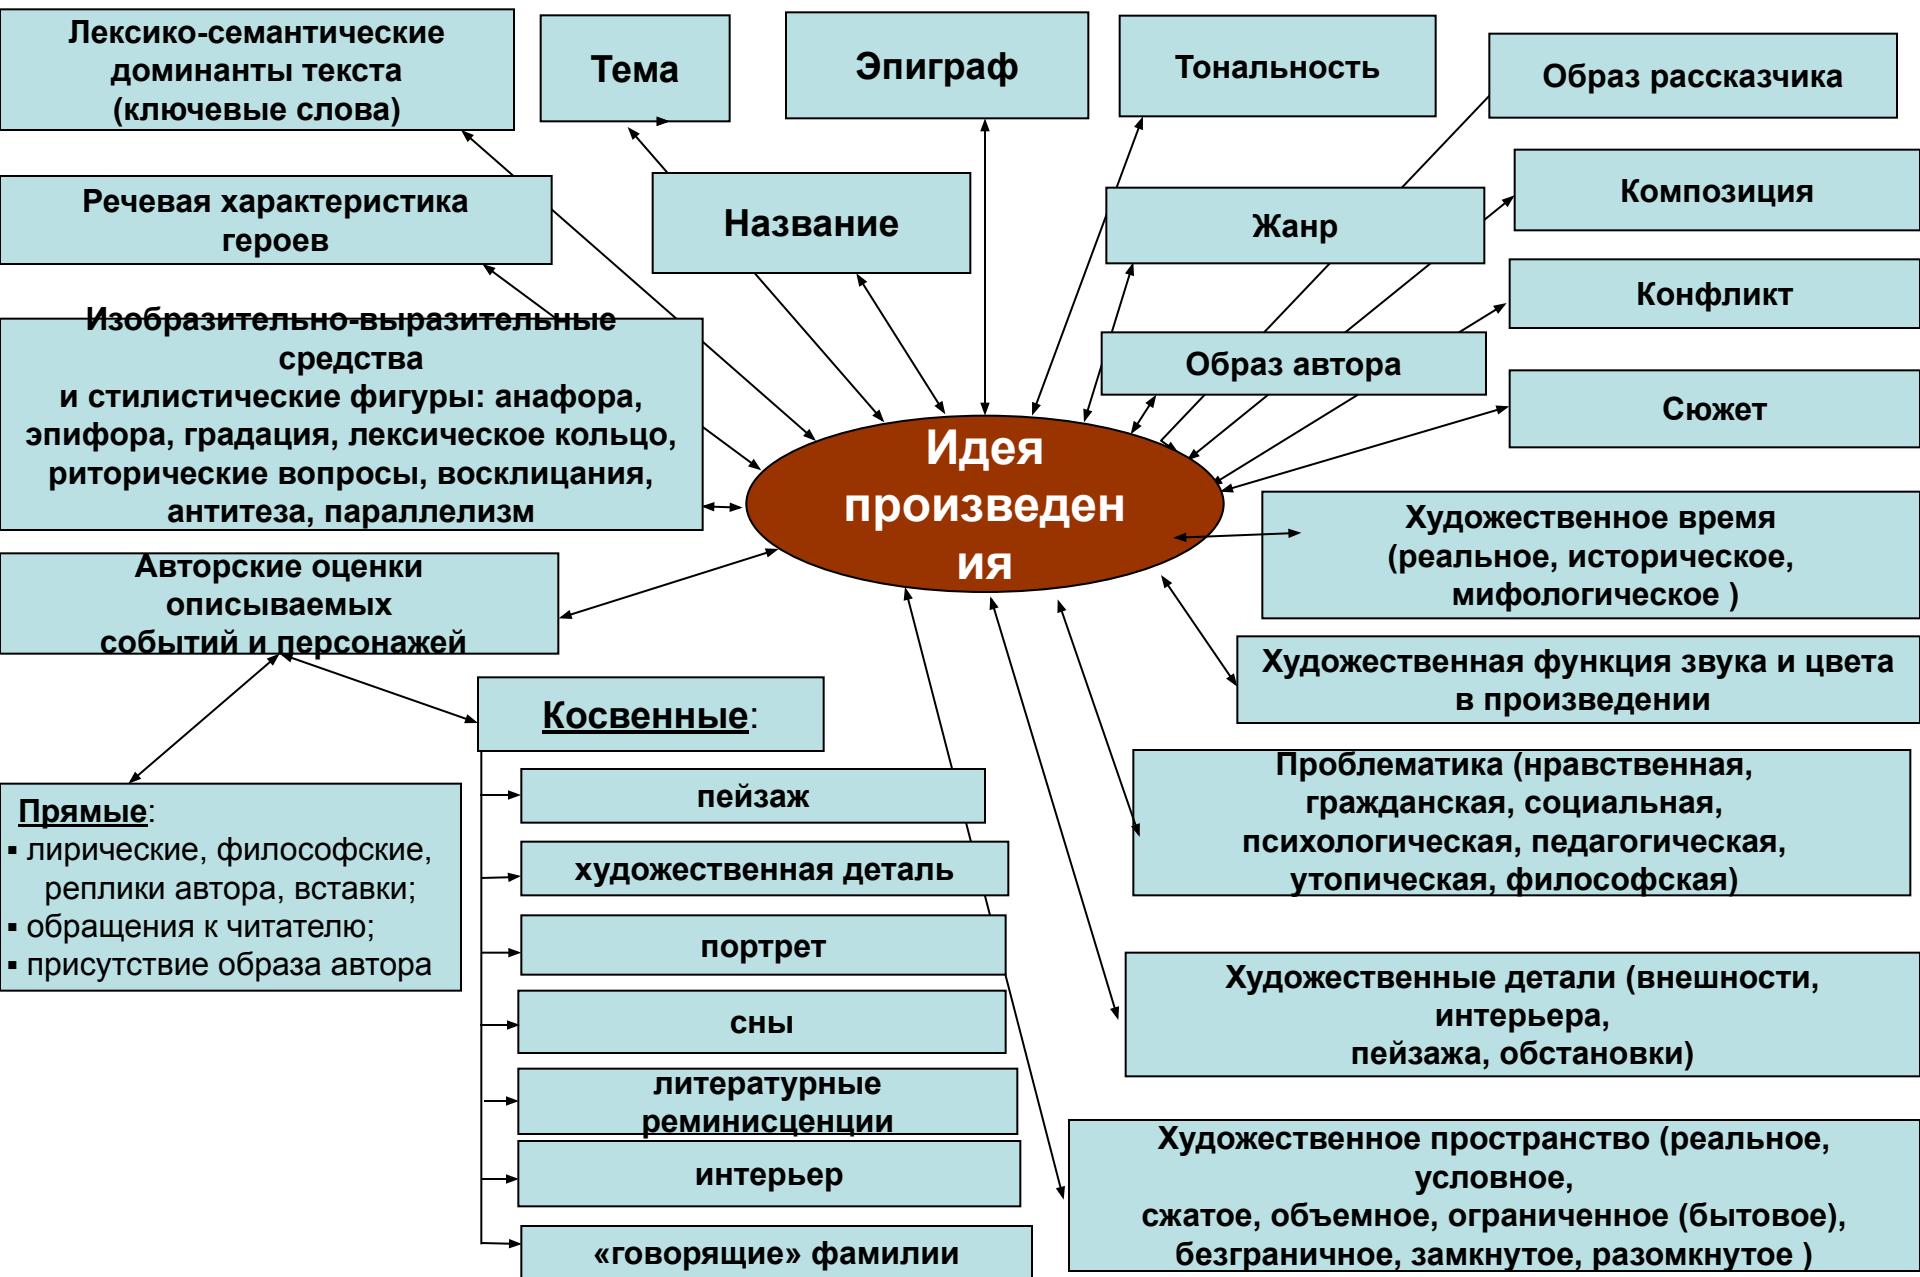 Лексико-семантические
доминанты текста
(ключевые слова)
Тема
Эпиграф
Тональность
Образ рассказчика
Речевая характеристика
героев
Название
Жанр
Композиция
Конфликт
Изобразительно-выразительные
средства
и стилистические фигуры: анафора,
эпифора, градация, лексическое кольцо,
риторические вопросы, восклицания,
антитеза, параллелизм
Образ автора
Сюжет
Идея
произведен
ия
Художественное время
(реальное, историческое,
мифологическое )
Авторские оценки
описываемых
событий и персонажей
Художественная функция звука и цвета
в произведении
Косвенные:
Проблематика (нравственная,
гражданская, социальная,
психологическая, педагогическая,
утопическая, философская)
Прямые:
▪ лирические, философские,
реплики автора, вставки;
▪ обращения к читателю;
▪ присутствие образа автора
пейзаж
художественная деталь
портрет
сны
литературные
реминисценции
интерьер
«говорящие» фамилии
Художественные детали (внешности,
интерьера,
пейзажа, обстановки)
Художественное пространство (реальное,
условное,
сжатое, объемное, ограниченное (бытовое),
безграничное, замкнутое, разомкнутое )